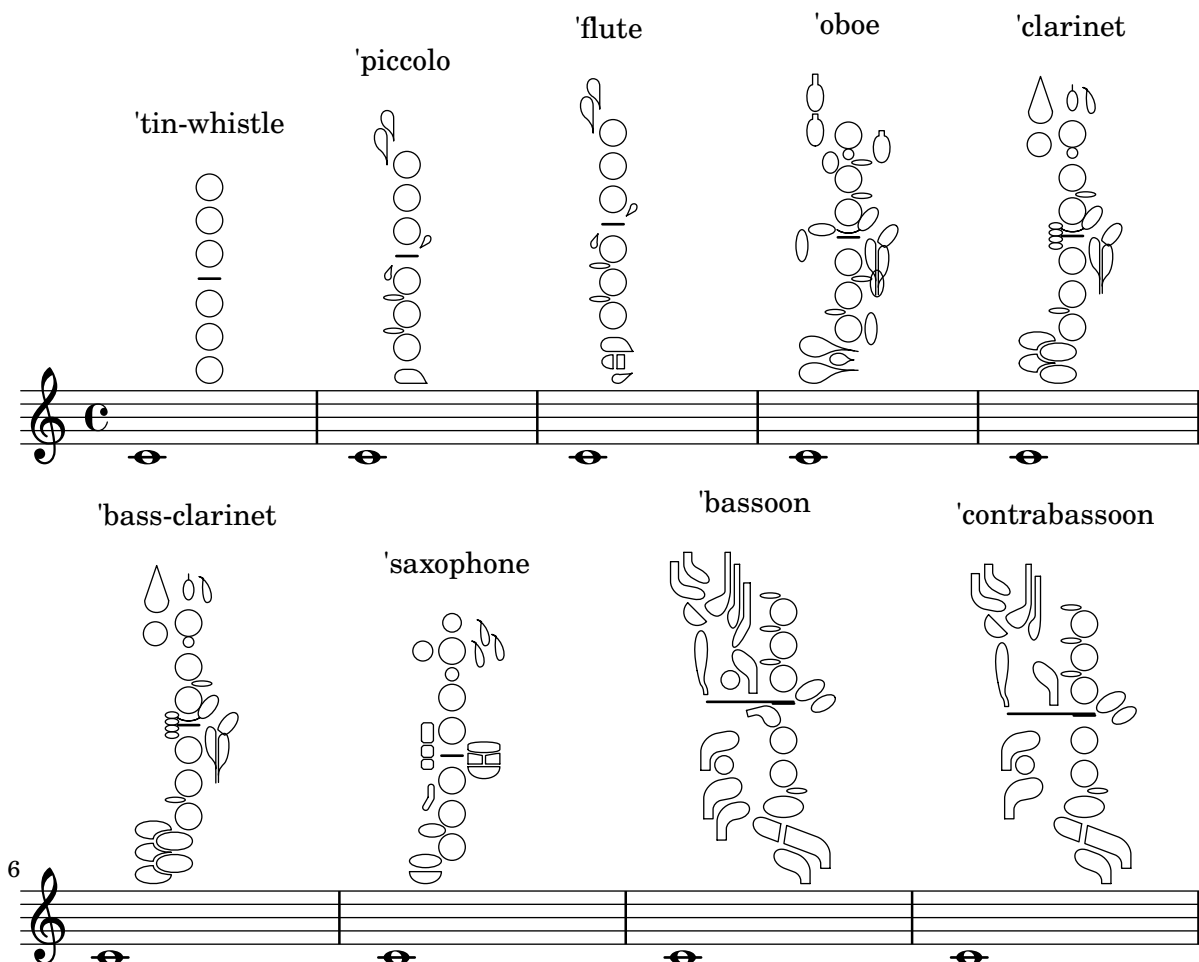 'tin-whistle
'piccolo
'flute
'oboe
'clarinet
'bass-clarinet
'saxophone
'bassoon
'contrabassoon
6